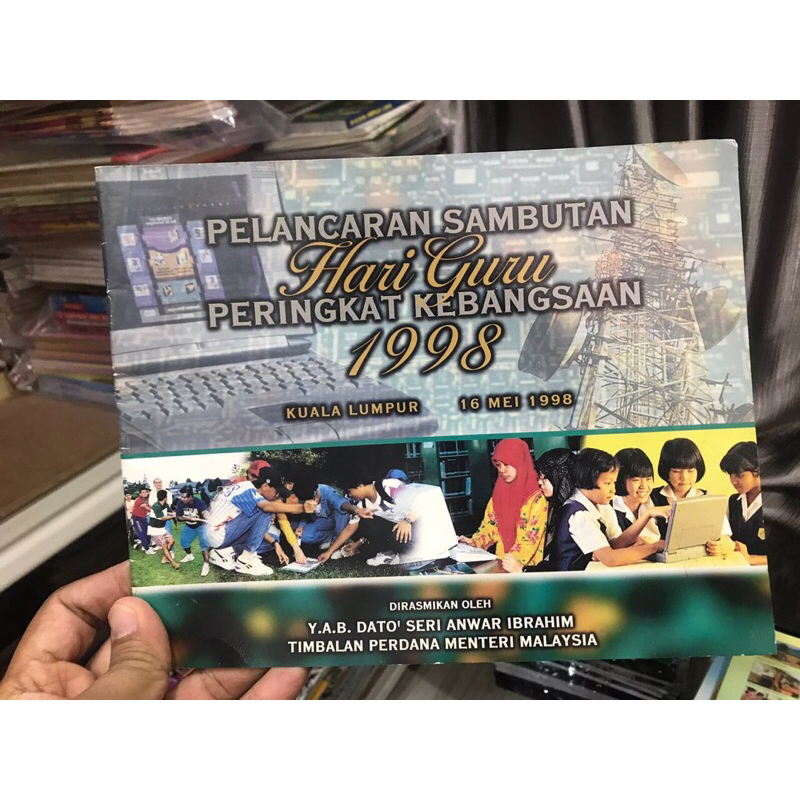 PELANCARAN SAMBUTAN
Hari Guru
PERINGKAT KEBANGSAAN
1998
KUALA LUMPUR 16 MEI 1998
DIRASMIKAN OLEH
Y.A.B. DATO' SERI ANWAR IBRAHIM
TIMBALAN PERDANA MENTERI MALAYSIA